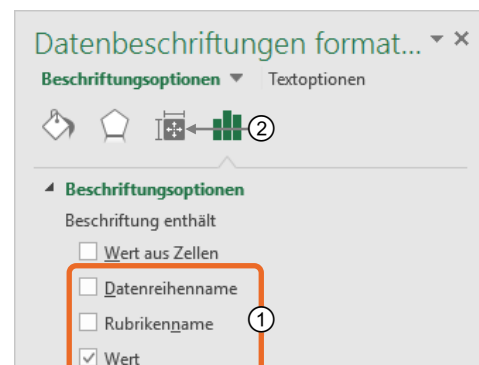 Datenbeschriftungen format...
Beschriftungsoptionen Textoptionen
②
Beschriftungsoptionen
Beschriftung enthält
Wert aus Zellen
Datenreihenname
Rubrikenname
①
Wert